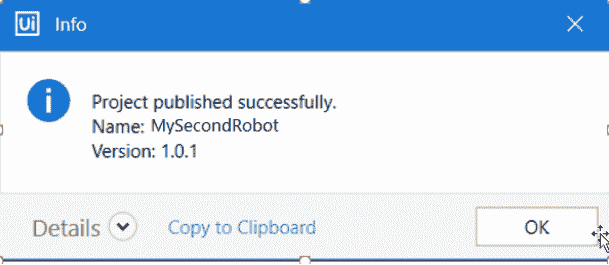 Ui Info
Project published successfully.
Name: MySecondRobot
Version: 1.0.1
Details Copy to Clipboard OK